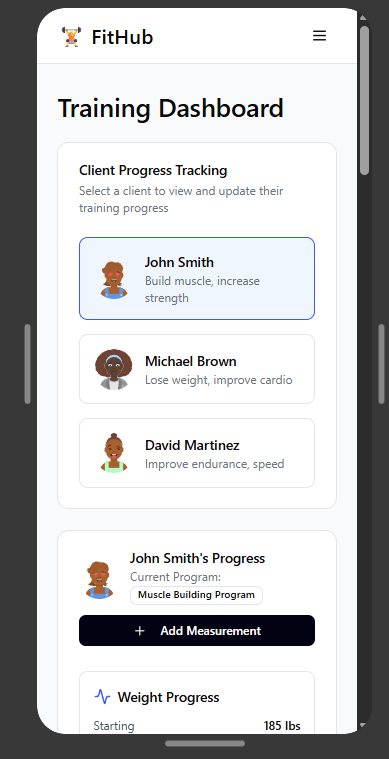 FitHub
Training Dashboard
Client Progress Tracking
Select a client to view and update their
training progress
John Smith
Build muscle, increase
strength
Michael Brown
Lose weight, improve cardio
David Martinez
Improve endurance, speed
John Smith's Progress
Current Program:
Muscle Building Program
Add Measurement
Weight Progress
Starting 185 lbs